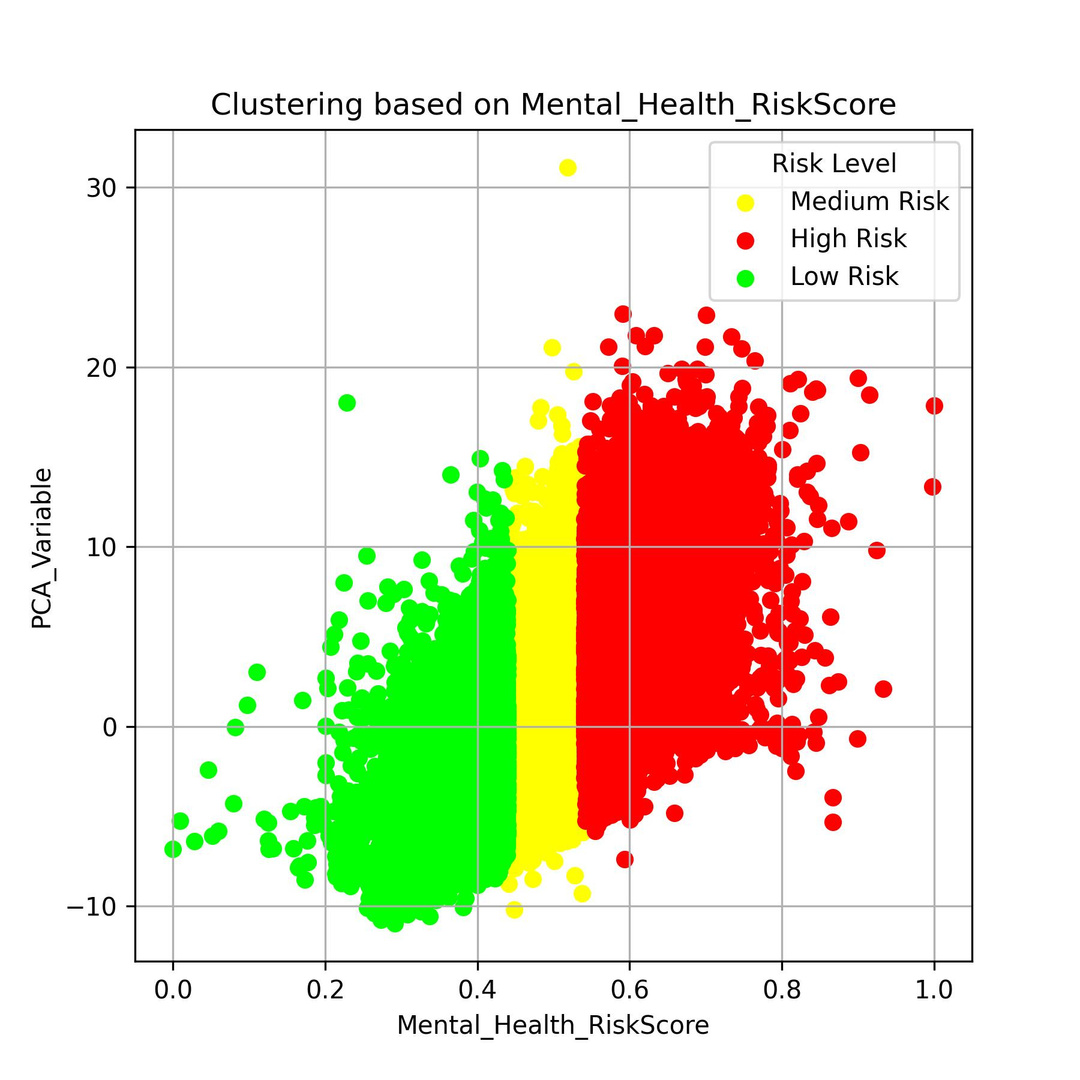 Clustering based on Mental_Health_RiskScore
Risk Level
Medium Risk
High Risk
Low Risk
PCA_Variable
30
20
10
0
−10
0.0 0.2 0.4 0.6 0.8 1.0
Mental_Health_RiskScore